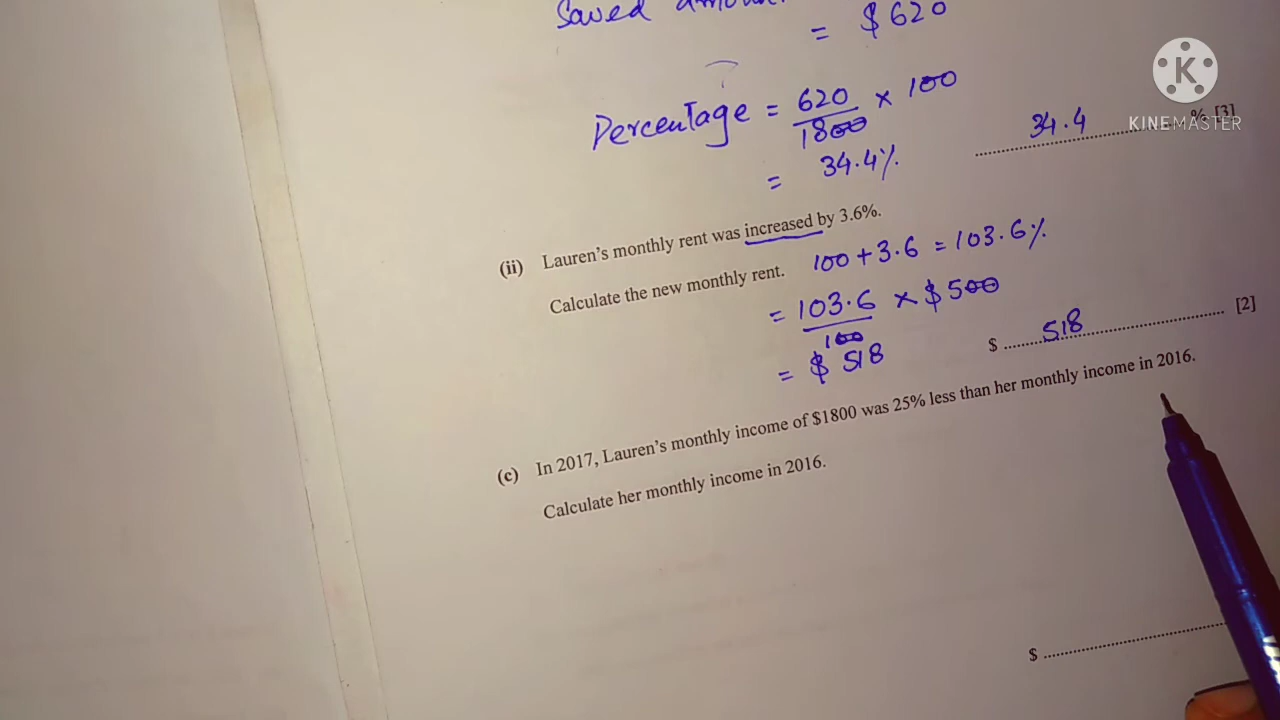 Saved amount
= $ 620
Percentage = 620/1800 × 100
= 34.4%
34.4 % [3]
KINEMASTER
(ii) Lauren's monthly rent was increased by 3.6%.
Calculate the new monthly rent. 100 + 3.6 = 103.6%
= 103.6/100 × $ 500
= $ 518
$ 518 [2]
(c) In 2017, Lauren's monthly income of $1800 was 25% less than her monthly income in 2016.
Calculate her monthly income in 2016.
$